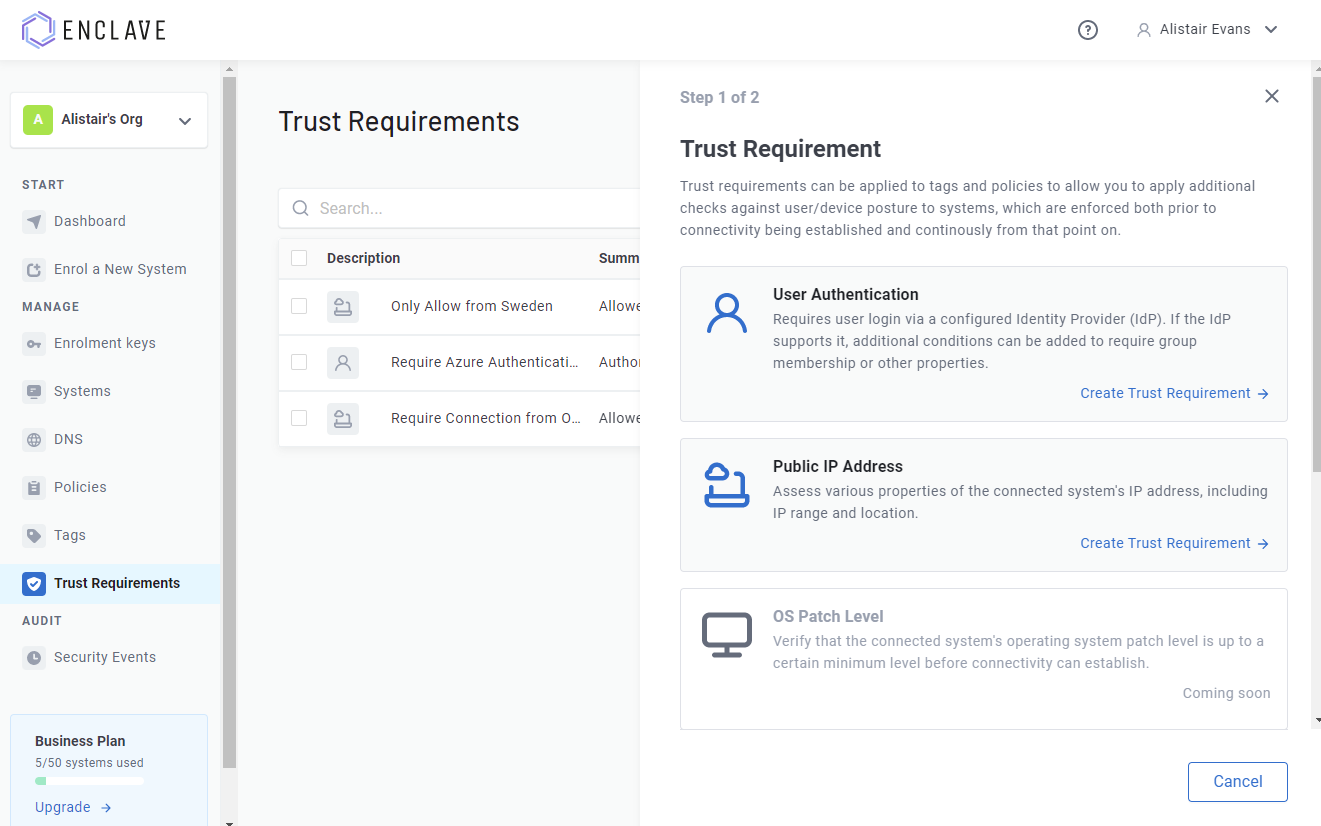 ENCLAVE
Alistair Evans
A
Alistair's Org
START
Dashboard
Enrol a New System
MANAGE
Enrolment keys
Systems
DNS
Policies
Tags
Trust Requirements
AUDIT
Security Events
Business Plan
5/50 systems used
Upgrade →
Trust Requirements
Search...
Description Summ
Only Allow from Sweden Allowe
Require Azure Authenticati... Author
Require Connection from O... Allowe
Step 1 of 2
Trust Requirement
Trust requirements can be applied to tags and policies to allow you to apply additional
checks against user/device posture to systems, which are enforced both prior to
connectivity being established and continously from that point on.
User Authentication
Requires user login via a configured Identity Provider (IdP). If the IdP
supports it, additional conditions can be added to require group
membership or other properties.
Create Trust Requirement →
Public IP Address
Assess various properties of the connected system's IP address, including
IP range and location.
Create Trust Requirement →
OS Patch Level
Verify that the connected system's operating system patch level is up to a
certain minimum level before connectivity can establish.
Coming soon
Cancel